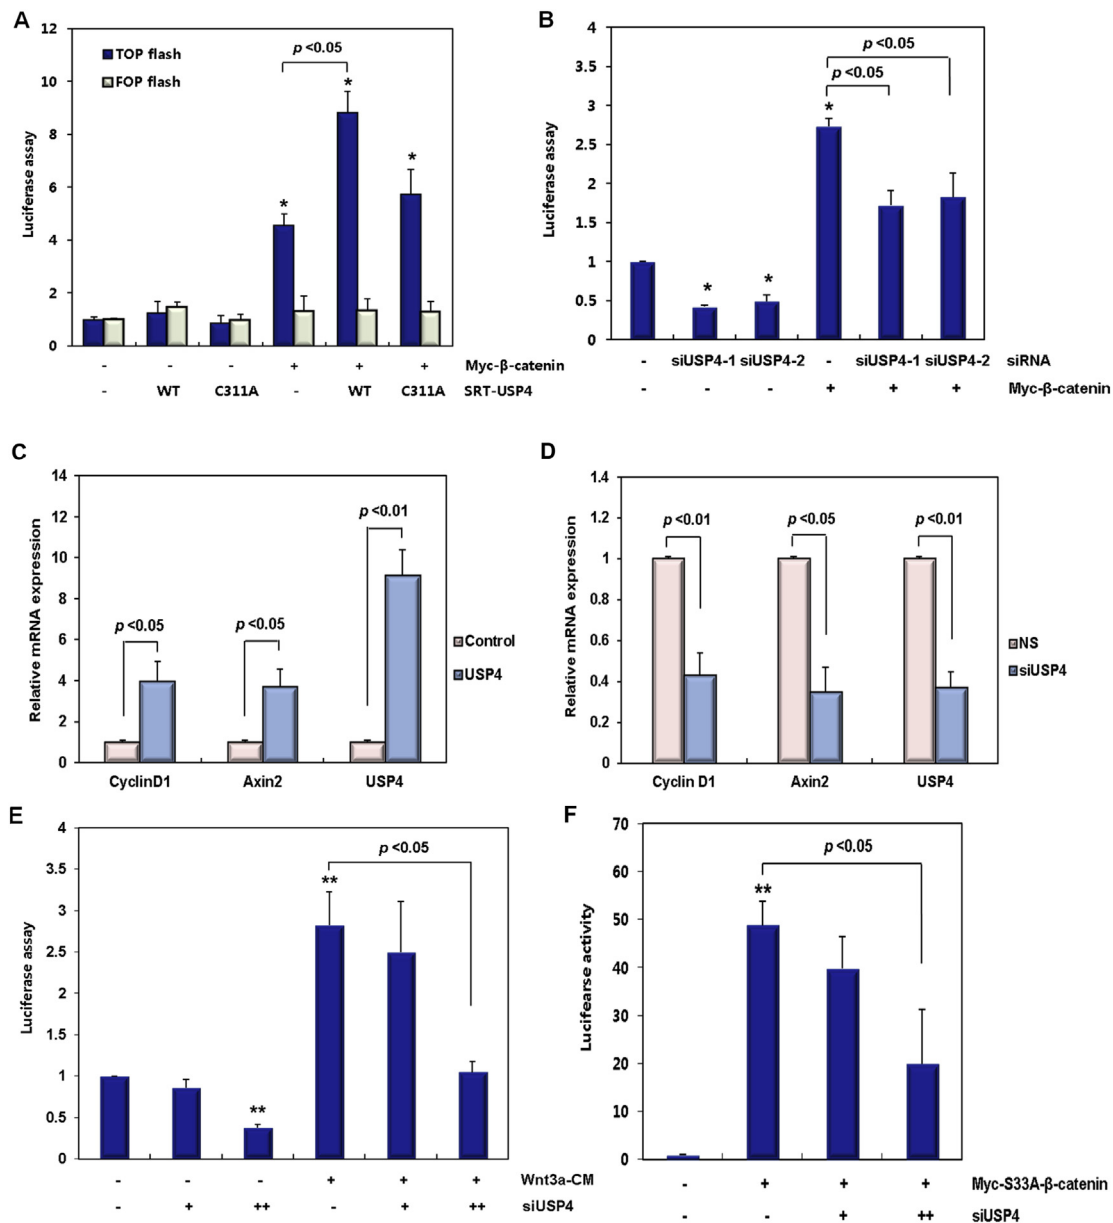 A
12
10
8
6
4
2
0
Luciferase assay
TOP flash
FOP flash
p <0.05
*
*
*
- - - + + + Myc-β-catenin
- WT C311A - WT C311A SRT-USP4
B
4
3.5
3
2.5
2
1.5
1
0.5
0
Luciferase assay
p <0.05
p <0.05
*
*
*
- siUSP4-1 siUSP4-2 - siUSP4-1 siUSP4-2 siRNA
- - - + + + Myc-β-catenin
C
14
12
10
8
6
4
2
0
Relative mRNA expression
p <0.01
p <0.05
p <0.05
Control
USP4
CyclinD1 Axin2 USP4
D
1.4
1.2
1
0.8
0.6
0.4
0.2
0
Relative mRNA expression
p <0.01 p <0.05 p <0.01
NS
siUSP4
Cyclin D1 Axin2 USP4
E
4
3.5
3
2.5
2
1.5
1
0.5
0
Luciferase assay
p <0.05
**
**
- - - + + + Wnt3a-CM
- + ++ - + ++ siUSP4
F
70
60
50
40
30
20
10
0
Lucifearse activity
p <0.05
**
- + + + Myc-S33A-β-catenin
- - + ++ siUSP4